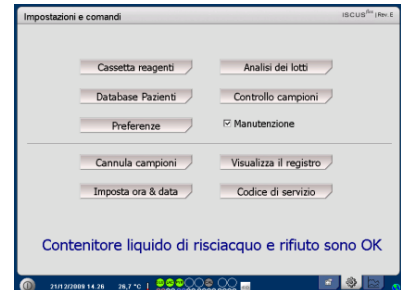 Impostazioni e comandi
ISCUS flex | Rev. E
Cassetta reagenti
Analisi dei lotti
Database Pazienti
Controllo campioni
Preferenze
Manutenzione
Cannula campioni
Visualizza il registro
Imposta ora & data
Codice di servizio
Contenitore liquido di risciacquo e rifiuto sono OK
21/12/2009 14.26 26,7 °C